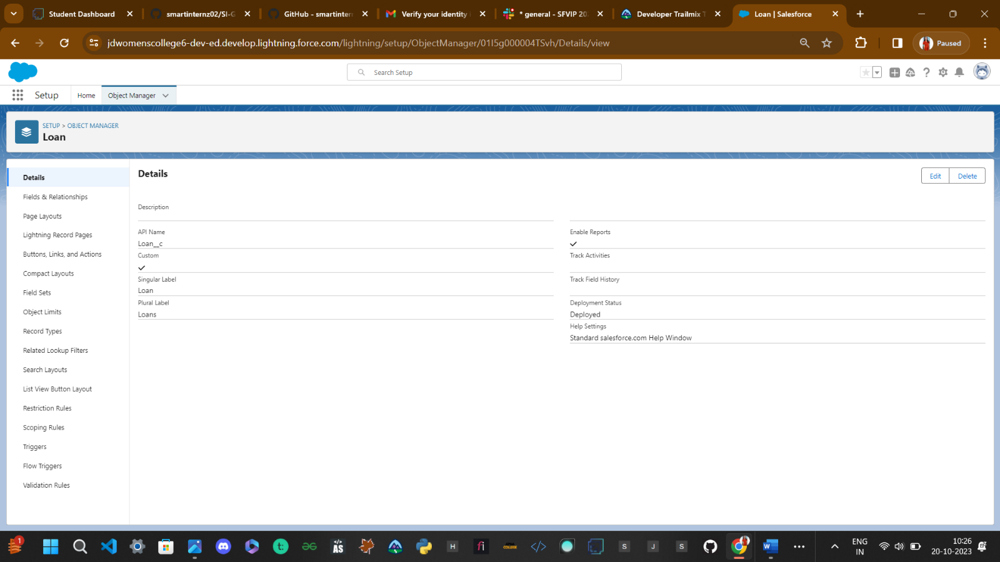 Student Dashboard
smartinternz02/SI-G
GitHub - smartintern
Verify your identity
* general - SFVIP 202
Developer Trailmix T
Loan | Salesforce
jdwomenscollege6-dev-ed.develop.lightning.force.com/lightning/setup/ObjectManager/01I5g000004TSvh/Details/view
Paused
Search Setup
Setup
Home
Object Manager
SETUP > OBJECT MANAGER
Loan
Details
Fields & Relationships
Page Layouts
Lightning Record Pages
Buttons, Links, and Actions
Compact Layouts
Field Sets
Object Limits
Record Types
Related Lookup Filters
Search Layouts
List View Button Layout
Restriction Rules
Scoping Rules
Triggers
Flow Triggers
Validation Rules
Details
Edit
Delete
Description
API Name
Loan__c
Custom
Singular Label
Loan
Plural Label
Loans
Enable Reports
Track Activities
Track Field History
Deployment Status
Deployed
Help Settings
Standard salesforce.com Help Window
1
t:
AS
H
fi
COLLEGE
S
J
S
W
ENG
IN
10:26
20-10-2023